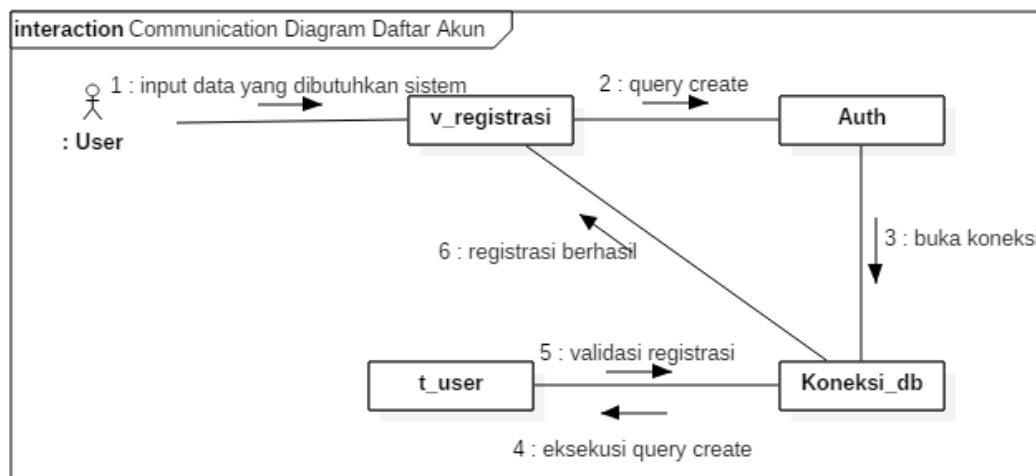 interaction Communication Diagram Daftar Akun
1 : input data yang dibutuhkan sistem
2 : query create
: User
v_registrasi
Auth
3 : buka koneksi
6 : registrasi berhasil
5 : validasi registrasi
t_user
Koneksi_db
4 : eksekusi query create